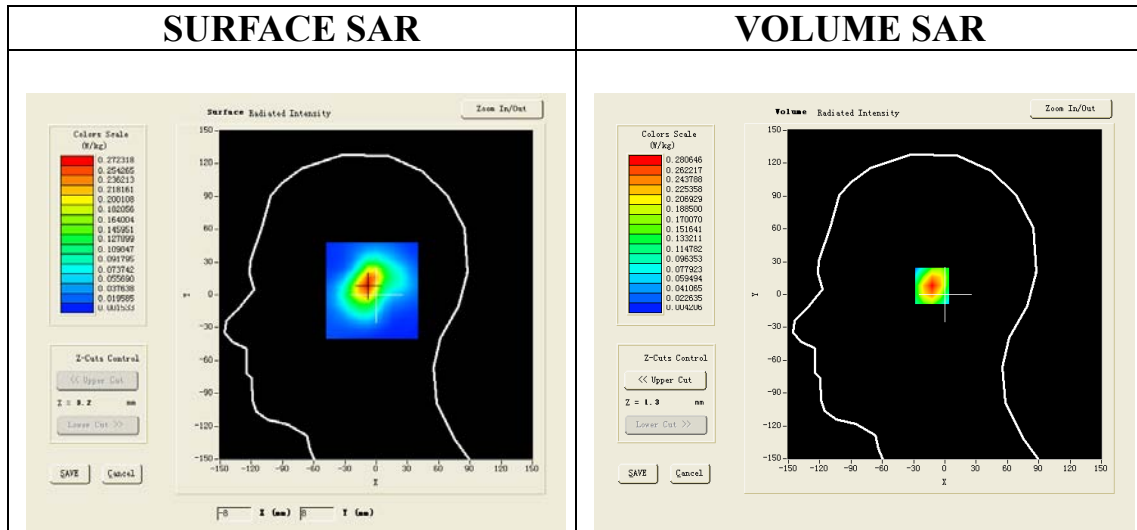 SURFACE SAR
VOLUME SAR
Surface Radiated Intensity
Zoom In/Out
Colors Scale
(W/kg)
0.272318
0.254265
0.236213
0.218161
0.200108
0.182056
0.164004
0.145951
0.127899
0.109847
0.091795
0.073742
0.055690
0.037638
0.019585
0.001533
150
120
90
60
30
0
-30
-60
-90
-120
-150
Y
-150 -120 -90 -60 -30 0 30 60 90 120 150
X
Z-Cuts Control
<< Upper Cut
Z = 3.2 mm
Lower Cut >>
SAVE Cancel
-8 X (mm) 8 Y (mm)
Volume Radiated Intensity
Zoom In/Out
Colors Scale
(W/kg)
0.280646
0.262217
0.243788
0.225358
0.206929
0.188500
0.170070
0.151641
0.133211
0.114782
0.096353
0.077923
0.059494
0.041065
0.022635
0.004206
150
120
90
60
30
0
-30
-60
-90
-120
-150
Y
-150 -120 -90 -60 -30 0 30 60 90 120 150
X
Z-Cuts Control
<< Upper Cut
Z = 1.3 mm
Lower Cut >>
SAVE Cancel